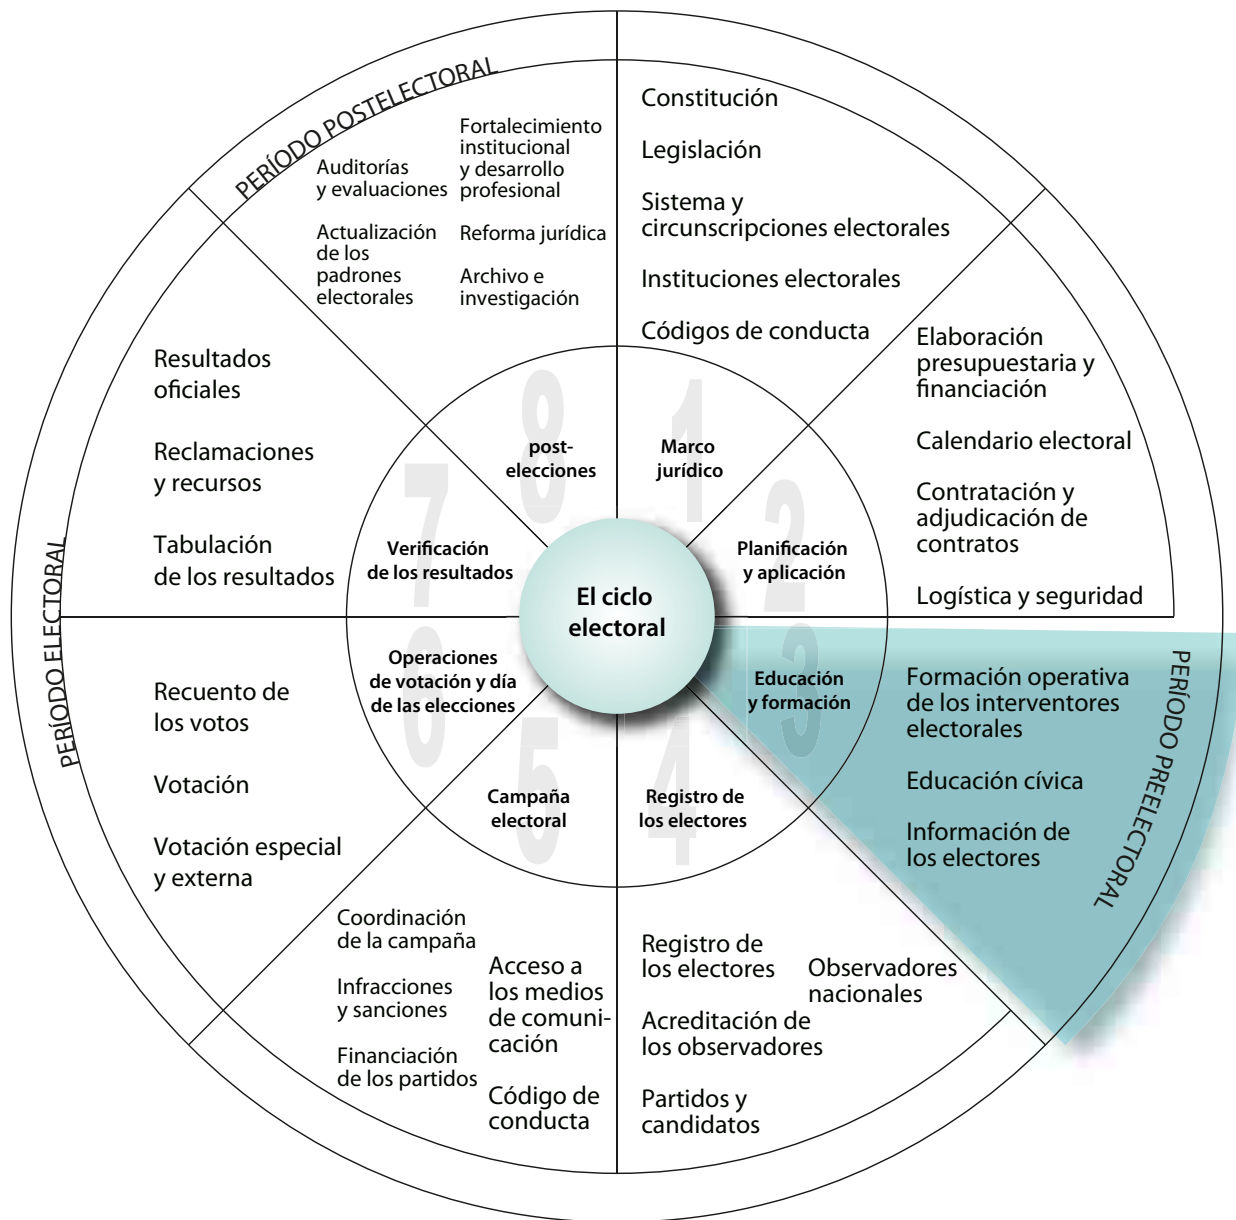 PERÍODO POSTELECTORAL
Fortalecimiento
institucional
y desarrollo
profesional
Auditorías
y evaluaciones
Actualización
de los
padrones
electorales
Reforma jurídica
Archivo e
investigación
8
post-
elecciones
Constitución
Legislación
Sistema y
circunscripciones electorales
Instituciones electorales
Códigos de conducta
1
Marco
jurídico
Elaboración
presupuestaria y
financiación
Calendario electoral
Contratación y
adjudicación de
contratos
Logística y seguridad
2
Planificación
y aplicación
PERÍODO PREELECTORAL
Formación operativa
de los interventores
electorales
Educación cívica
Información de
los electores
3
Educación
y formación
4
Registro de
los electores
Registro de
los electores
Observadores
nacionales
Acreditación de
los observadores
Partidos y
candidatos
5
Campaña
electoral
Coordinación
de la campaña
Infracciones
y sanciones
Financiación
de los partidos
Acceso a
los medios
de comuni-
cación
Código de
conducta
PERÍODO ELECTORAL
6
Operaciones
de votación y día
de las elecciones
Recuento de
los votos
Votación
Votación especial
y externa
7
Verificación
de los resultados
Resultados
oficiales
Reclamaciones
y recursos
Tabulación
de los resultados
El ciclo
electoral